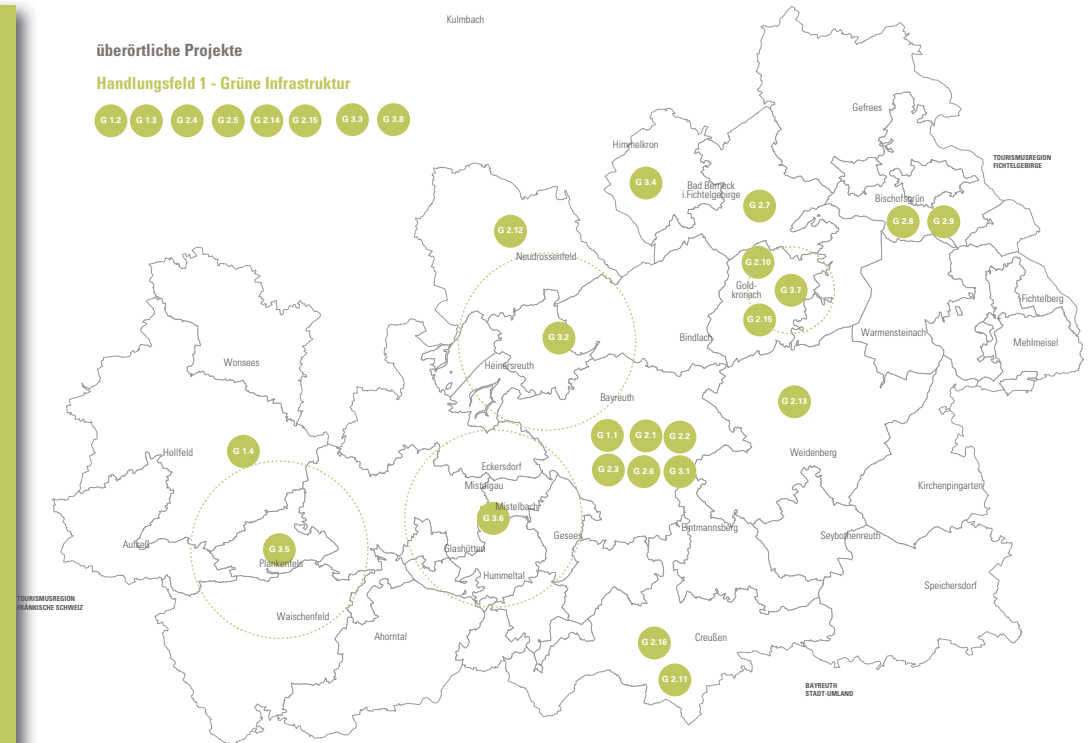 Kulmbach
überörtliche Projekte
Handlungsfeld 1 - Grüne Infrastruktur
G 1.2 G 1.3 G 2.4 G 2.5 G 2.14 G 2.15 G 3.3 G 3.8
Gefrees
Himmelkron
TOURISMUSREGION
FICHTELGEBIRGE
G 3.4
Bad Berneck
i.Fichtelgebirge
G 2.7
Bischofsgrün
G 2.8 G 2.9
G 2.12
Neudrossenfeld
G 2.10
Gold-
kronach
G 3.7
G 2.15
Fichtelberg
Warmensteinach
Mehlmeisel
Bindlach
G 3.2
Heinersreuth
Wonsees
Bayreuth
G 2.13
G 1.1 G 2.1 G 2.2
G 2.3 G 2.6 G 3.1
Weidenberg
G 1.4
Hollfeld
Eckersdorf
Mistelgau
Mistelbach
G 3.6
Kirchenpingarten
Emtmannsberg
Gesees
Seybothenreuth
Aufseß
G 3.5
Plankenfels
Glashütten
Hummeltal
Speichersdorf
TOURISMUSREGION
FRÄNKISCHE SCHWEIZ
Waischenfeld
Ahorntal
G 2.16
Creußen
G 2.11
BAYREUTH
STADT-UMLAND